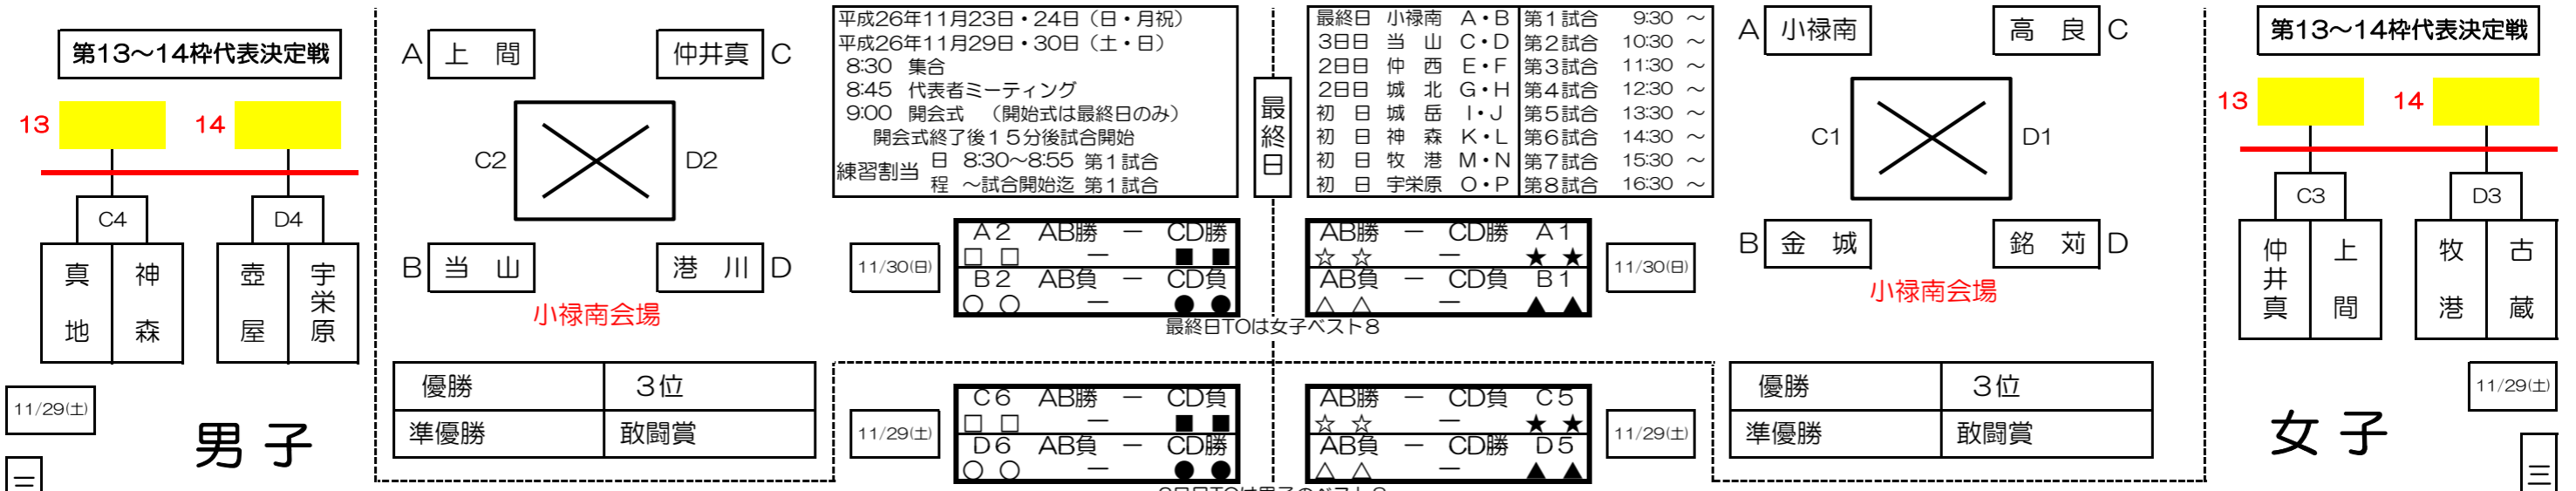 第13～14枠代表決定戦
13
14
C4
D4
真地
神森
壺屋
宇栄原
11/29(土)
男子
三
A 上間
仲井真 C
C2
D2
B 当山
港川 D
小禄南会場
優勝
3位
準優勝
敢闘賞
平成26年11月23日・24日（日・月祝）
平成26年11月29日・30日（土・日）
8:30 集合
8:45 代表者ミーティング
9:00 開会式 （開始式は最終日のみ）
開会式終了後１５分後試合開始
練習割当
日 8:30～8:55 第１試合
程 ～試合開始迄 第１試合
最終日
最終日 小禄南 A・B 第1試合 9:30 ～
3日目 当山 C・D 第2試合 10:30 ～
2日目 仲西 E・F 第3試合 11:30 ～
2日目 城北 G・H 第4試合 12:30 ～
初日 城岳 I・J 第5試合 13:30 ～
初日 神森 K・L 第6試合 14:30 ～
初日 牧港 M・N 第7試合 15:30 ～
初日 宇栄原 O・P 第8試合 16:30 ～
11/30(日)
A2 AB勝 － CD勝
□ □ － ■ ■
B2 AB負 － CD負
○ ○ － ● ●
AB勝 － CD勝 A1
☆ ☆ － ★ ★
AB負 － CD負 B1
△ △ － ▲ ▲
11/30(日)
最終日TOは女子ベスト8
11/29(土)
C6 AB勝 － CD負
□ □ － ■ ■
D6 AB負 － CD勝
○ ○ － ● ●
AB勝 － CD負 C5
☆ ☆ － ★ ★
AB負 － CD勝 D5
△ △ － ▲ ▲
11/29(土)
A 小禄南
高良 C
C1
D1
B 金城
銘苅 D
小禄南会場
優勝
3位
準優勝
敢闘賞
第13～14枠代表決定戦
13
14
C3
D3
仲井真
上間
牧港
古蔵
11/29(土)
女子
三